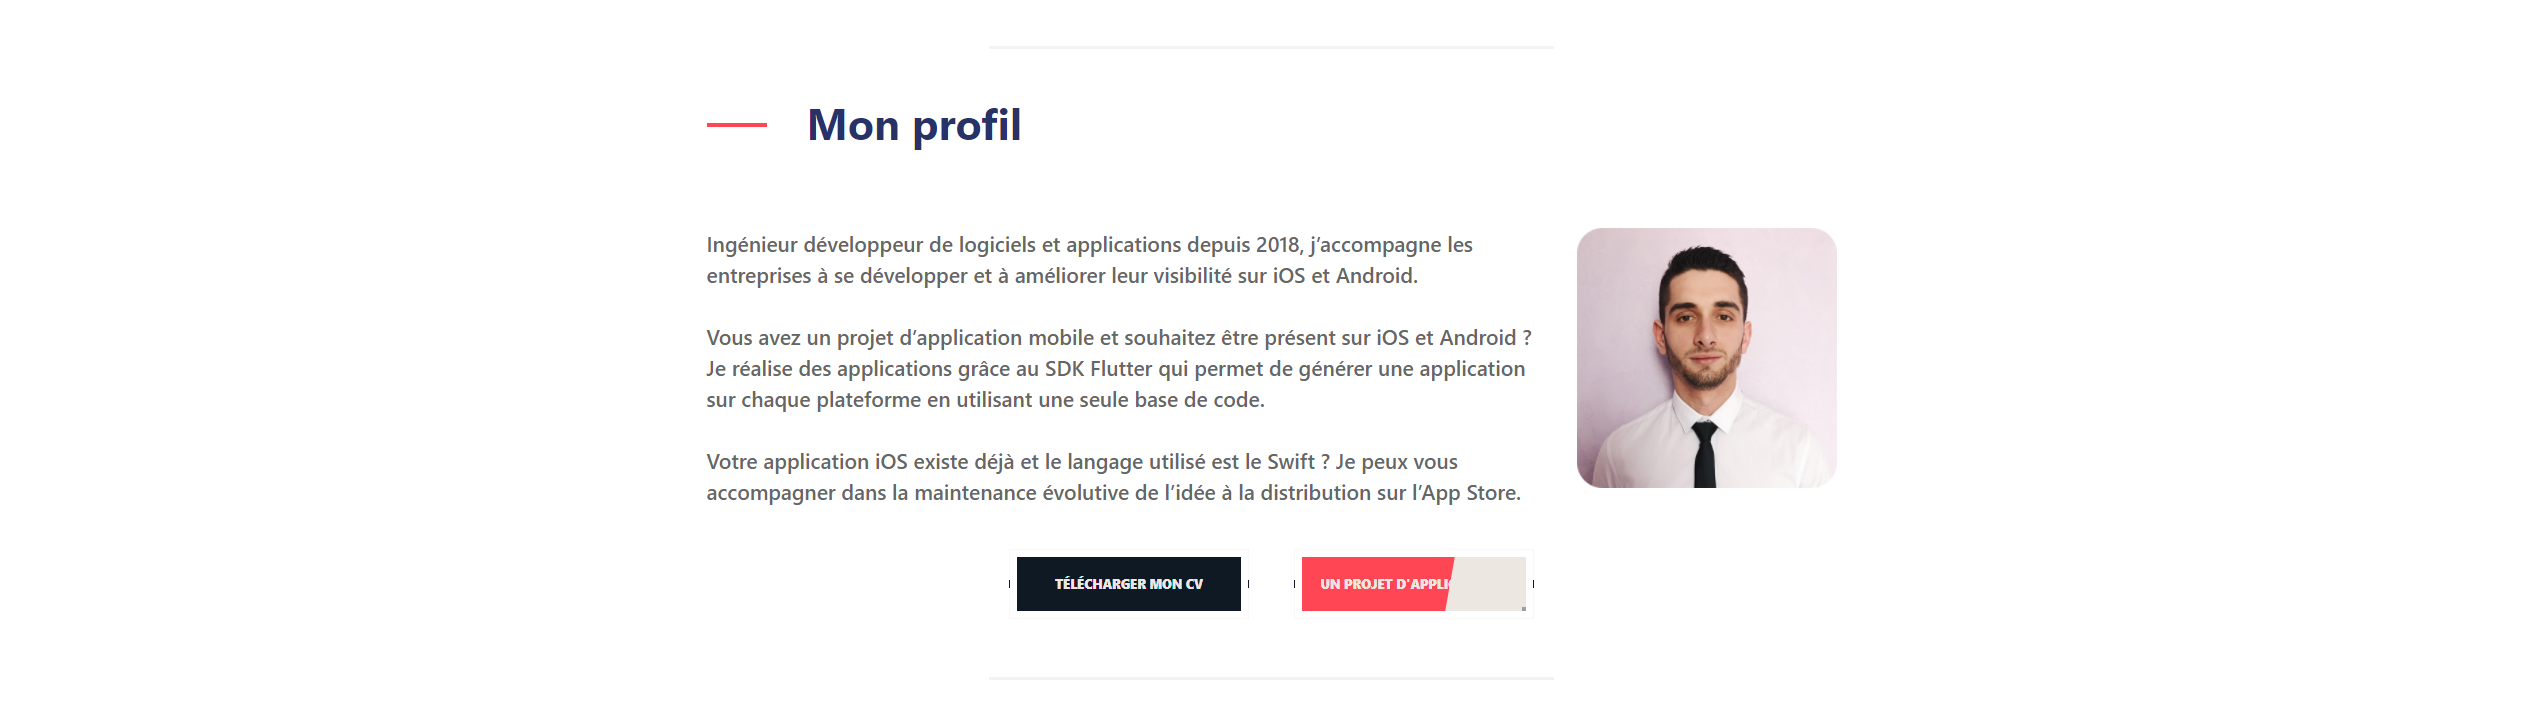 Mon profil
Ingénieur développeur de logiciels et applications depuis 2018, j’accompagne les
entreprises à se développer et à améliorer leur visibilité sur iOS et Android.
Vous avez un projet d’application mobile et souhaitez être présent sur iOS et Android ?
Je réalise des applications grâce au SDK Flutter qui permet de générer une application
sur chaque plateforme en utilisant une seule base de code.
Votre application iOS existe déjà et le langage utilisé est le Swift ? Je peux vous
accompagner dans la maintenance évolutive de l’idée à la distribution sur l’App Store.
TÉLÉCHARGER MON CV
UN PROJET D'APPLI